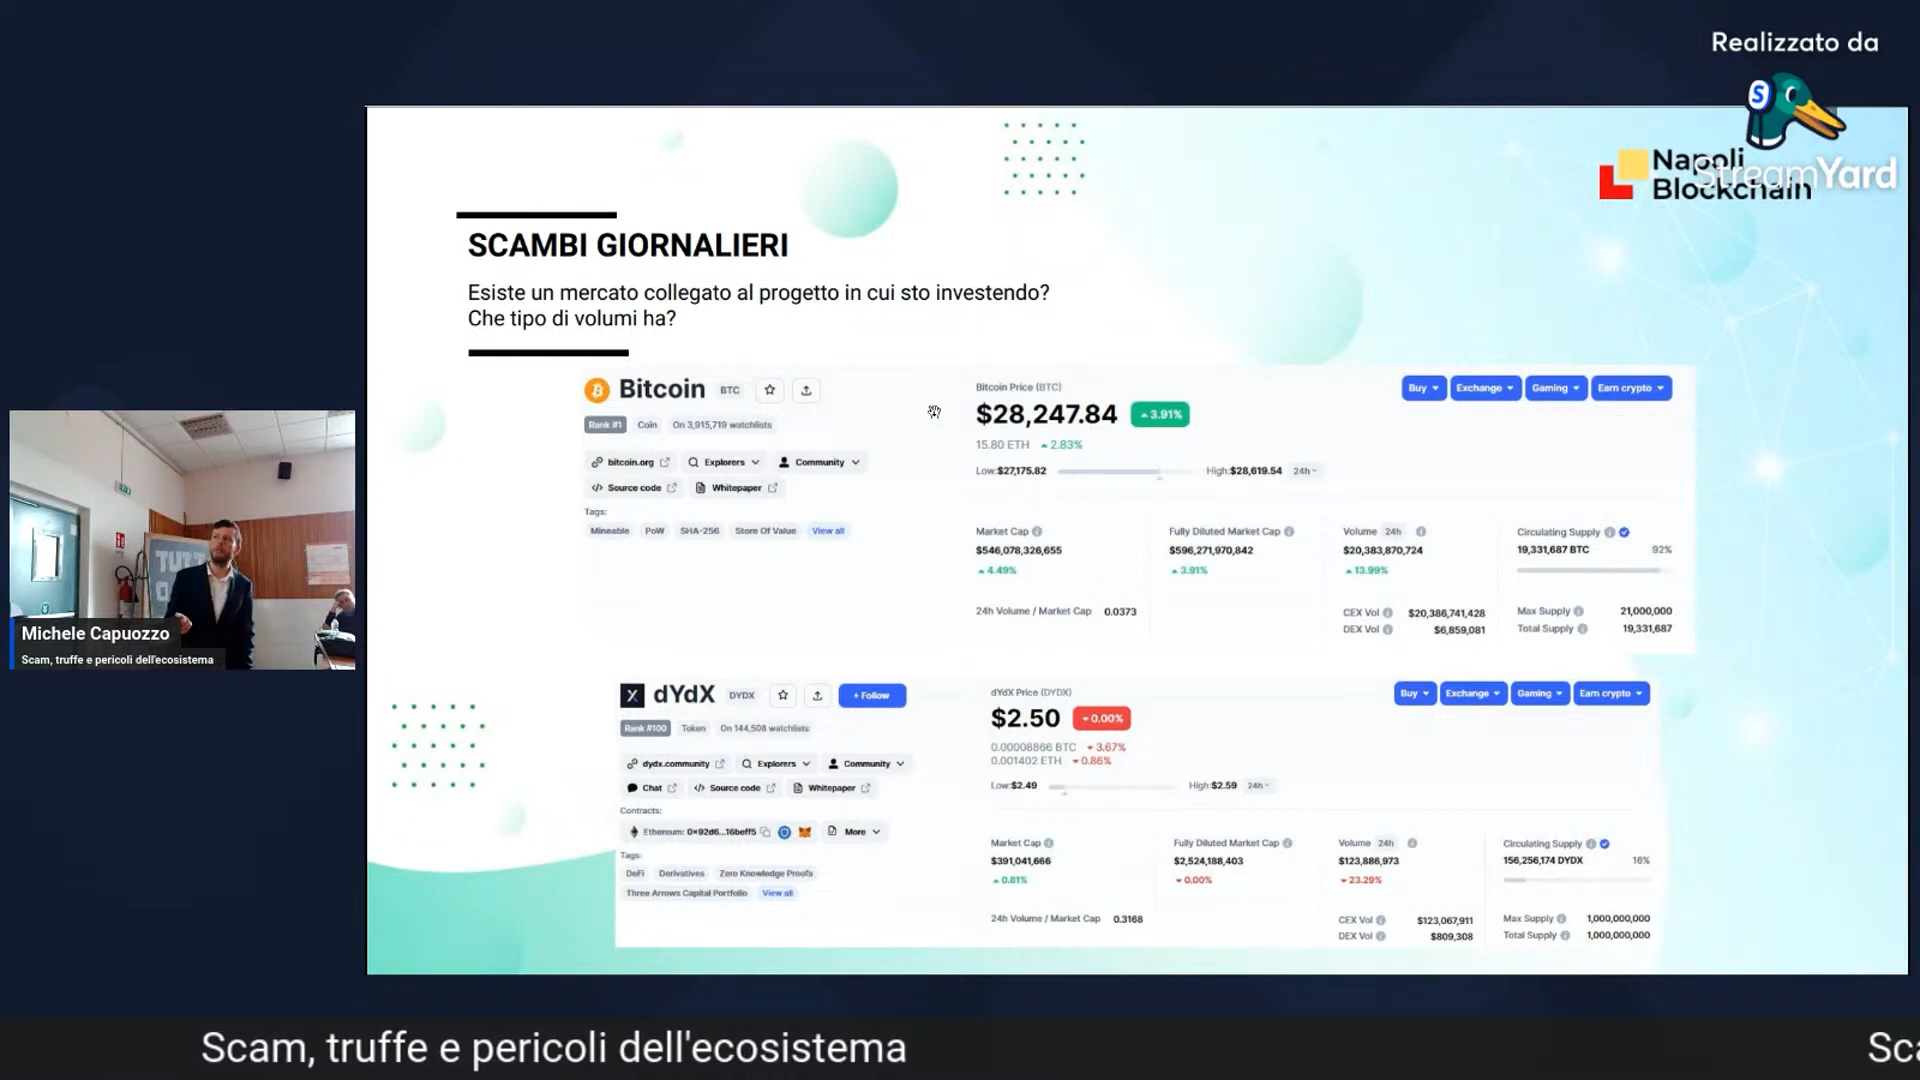 Realizzato da
S
StreamYard
Napoli
Blockchain
SCAMBI GIORNALIERI
Esiste un mercato collegato al progetto in cui sto investendo?
Che tipo di volumi ha?
Bitcoin BTC
Rank #1 Coin On 3,915,719 watchlists
bitcoin.org Explorers Community
Source code Whitepaper
Tags:
Mineable PoW SHA-256 Store Of Value View all
Bitcoin Price (BTC)
$28,247.84 3.91%
15.80 ETH 2.83%
Low:$27,175.82 High:$28,619.54 24h
Buy Exchange Gaming Earn crypto
Market Cap Fully Diluted Market Cap Volume 24h Circulating Supply
$546,078,326,655 $596,271,970,842 $20,383,870,724 19,331,687 BTC 92%
4.49% 3.91% 13.99%
24h Volume / Market Cap 0.0373
CEX Vol $20,386,741,428 Max Supply 21,000,000
DEX Vol $6,859,081 Total Supply 19,331,687
dYdX DYDX + Follow
Rank #100 Token On 144,508 watchlists
dydx.community Explorers Community
Chat Source code Whitepaper
Contracts:
Ethereum: 0x92d6...16beff5 More
Tags:
DeFi Derivatives Zero Knowledge Proofs
Three Arrows Capital Portfolio View all
dYdX Price (DYDX)
$2.50 0.00%
0.00008866 BTC 3.67%
0.001402 ETH 0.86%
Low:$2.49 High:$2.59 24h
Buy Exchange Gaming Earn crypto
Market Cap Fully Diluted Market Cap Volume 24h Circulating Supply
$391,041,666 $2,524,188,403 $123,886,973 156,256,174 DYDX 16%
0.81% 0.00% 23.29%
24h Volume / Market Cap 0.3168
CEX Vol $123,067,911 Max Supply 1,000,000,000
DEX Vol $809,308 Total Supply 1,000,000,000
Michele Capuozzo
Scam, truffe e pericoli dell'ecosistema
Scam, truffe e pericoli dell'ecosistema